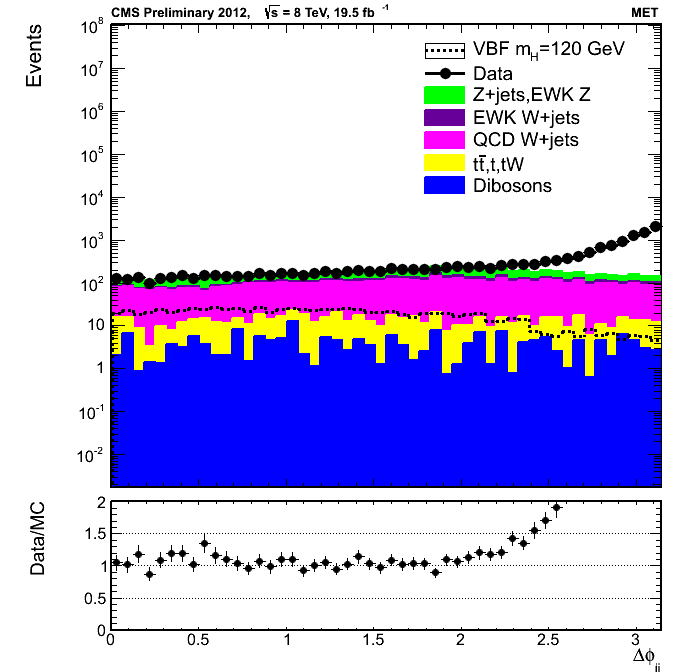 CMS Preliminary 2012, √s = 8 TeV, 19.5 fb⁻¹ MET
Events
10⁸
10⁷
10⁶
10⁵
10⁴
10³
10²
10
1
10⁻¹
10⁻²
VBF m_H=120 GeV
Data
Z+jets,EWK Z
EWK W+jets
QCD W+jets
tt̄,t,tW
Dibosons
Data/MC
2
1.5
1
0.5
0
0 0.5 1 1.5 2 2.5 3
Δϕ_jj